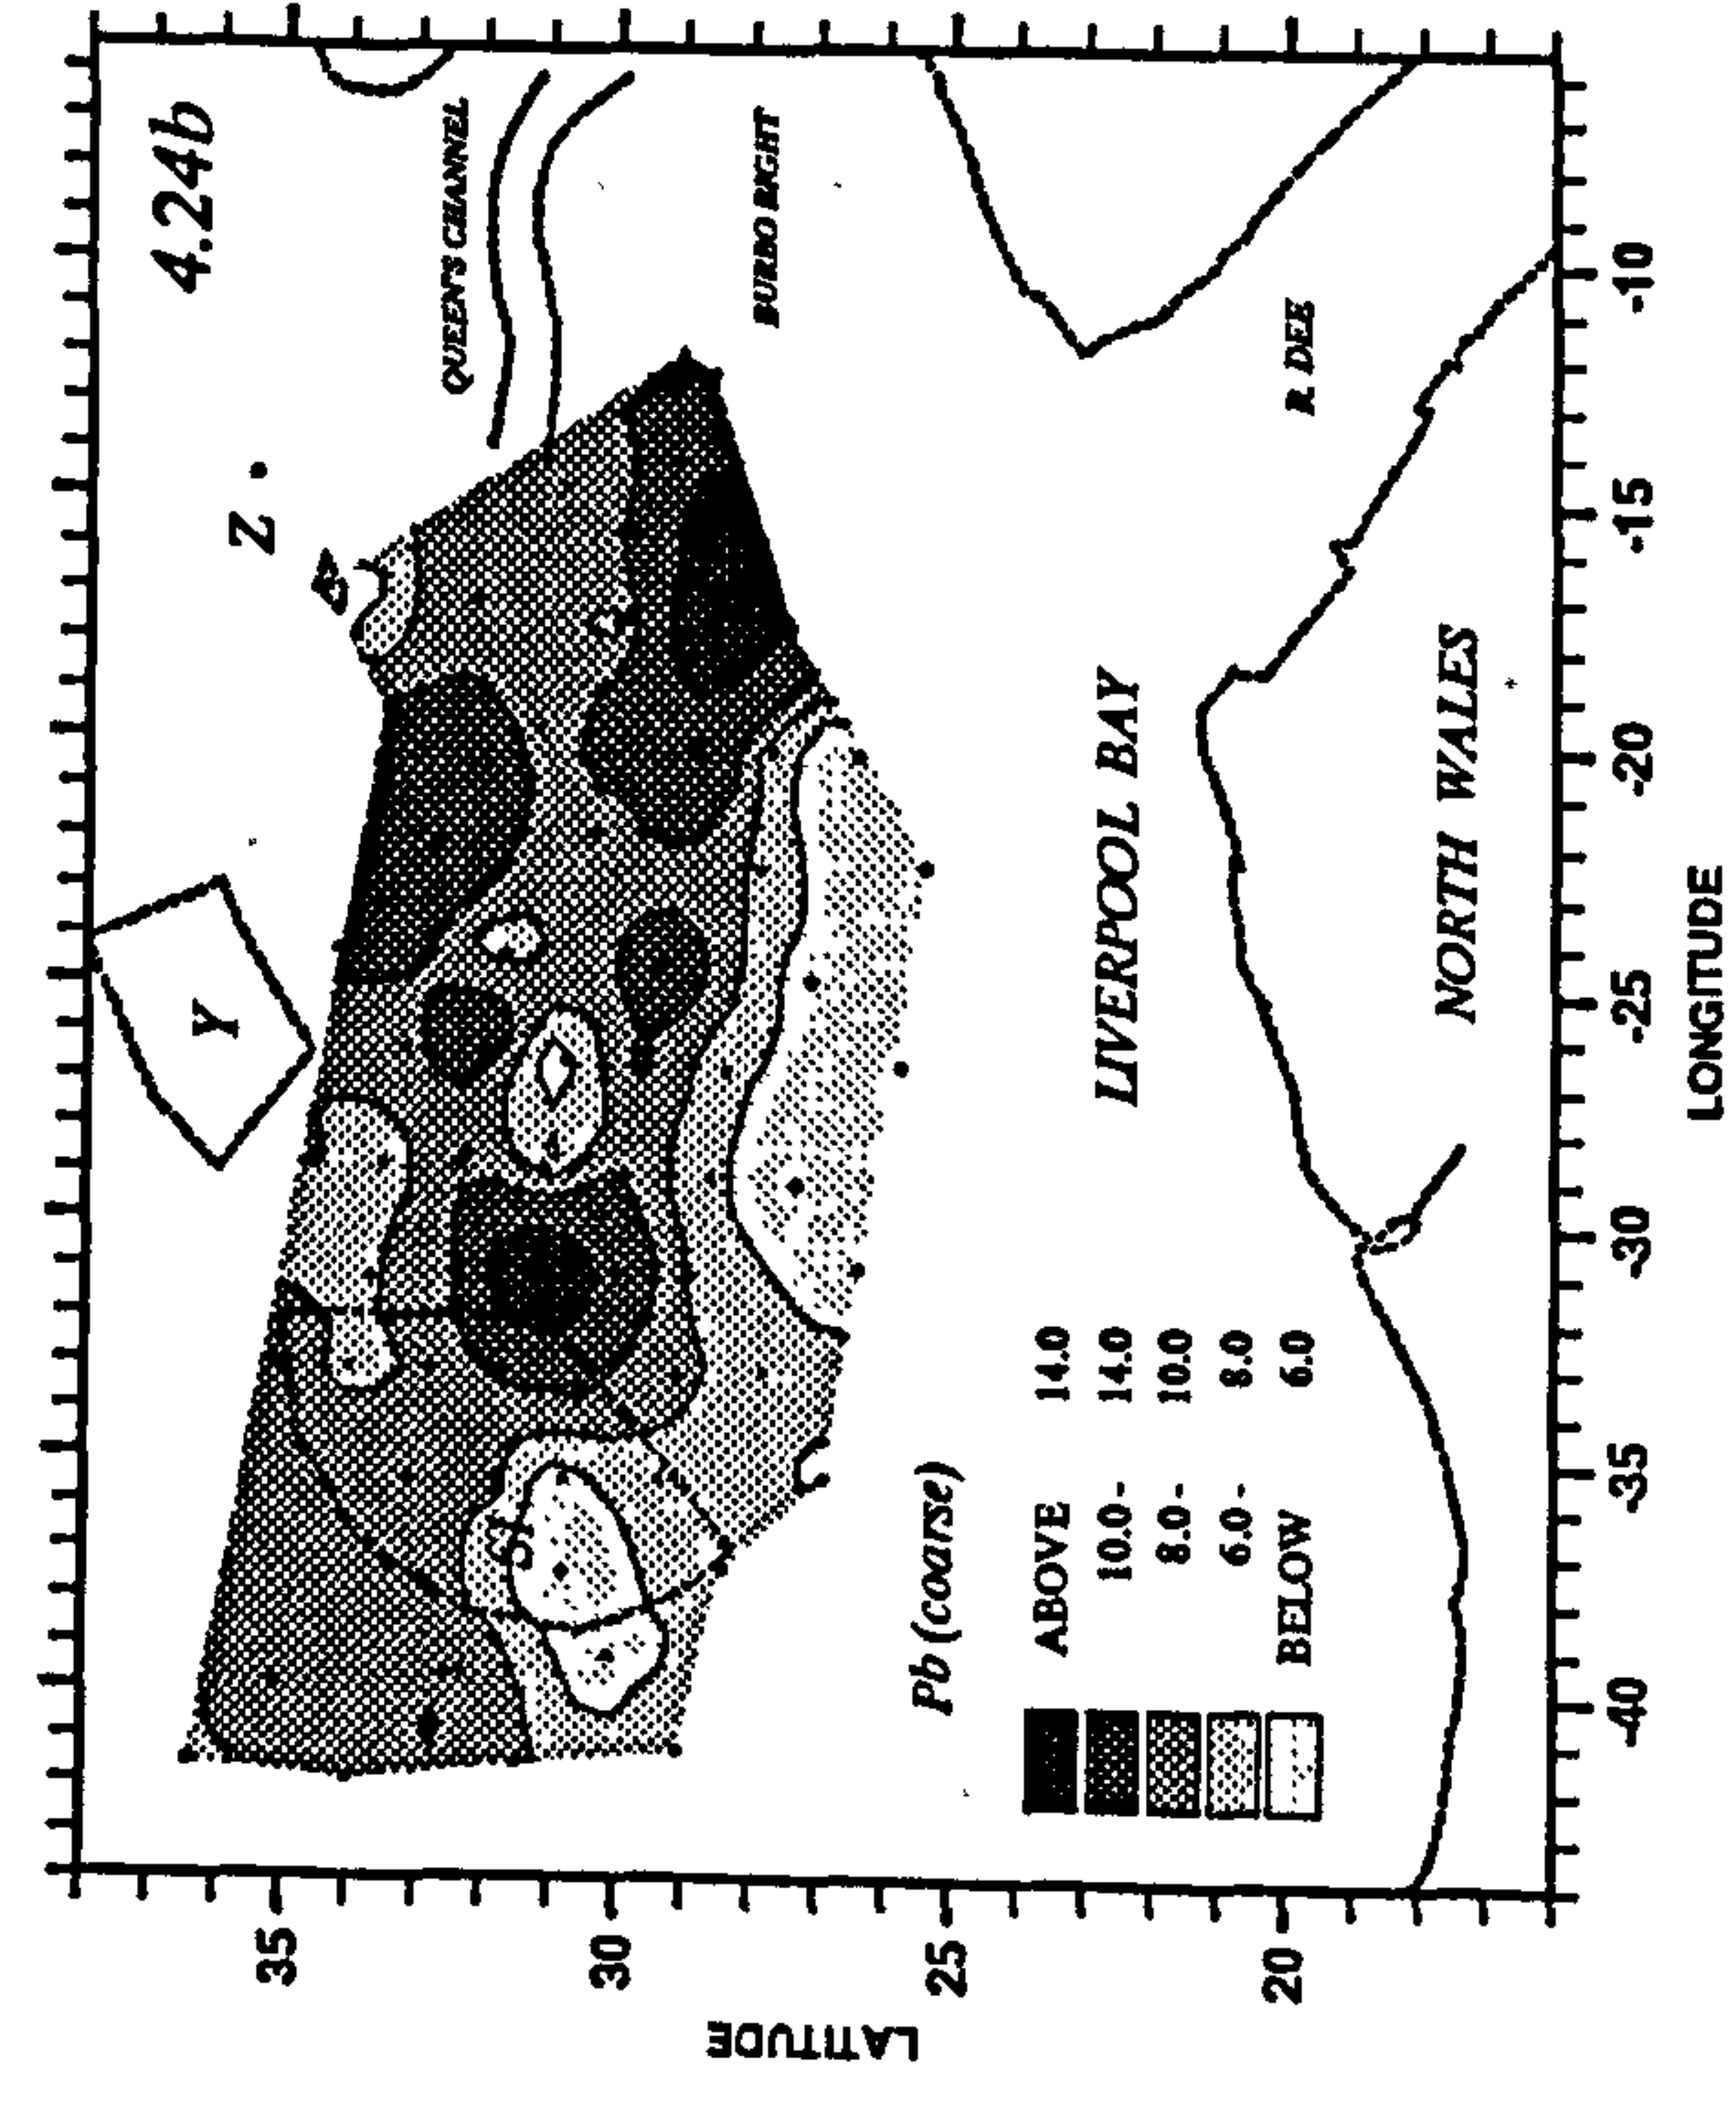 4.24b
Z
Y
QUEEN'S CHANNEL
BURBO BIGHT
LIVERPOOL BAY
R. DEE
NORTH WALES
Pb (coarse)
ABOVE 14.0
10.0 - 14.0
8.0 - 10.0
6.0 - 8.0
BELOW 6.0
LATITUDE
35
30
25
20
-40
-35
-30
-25
-20
-15
-10
LONGITUDE